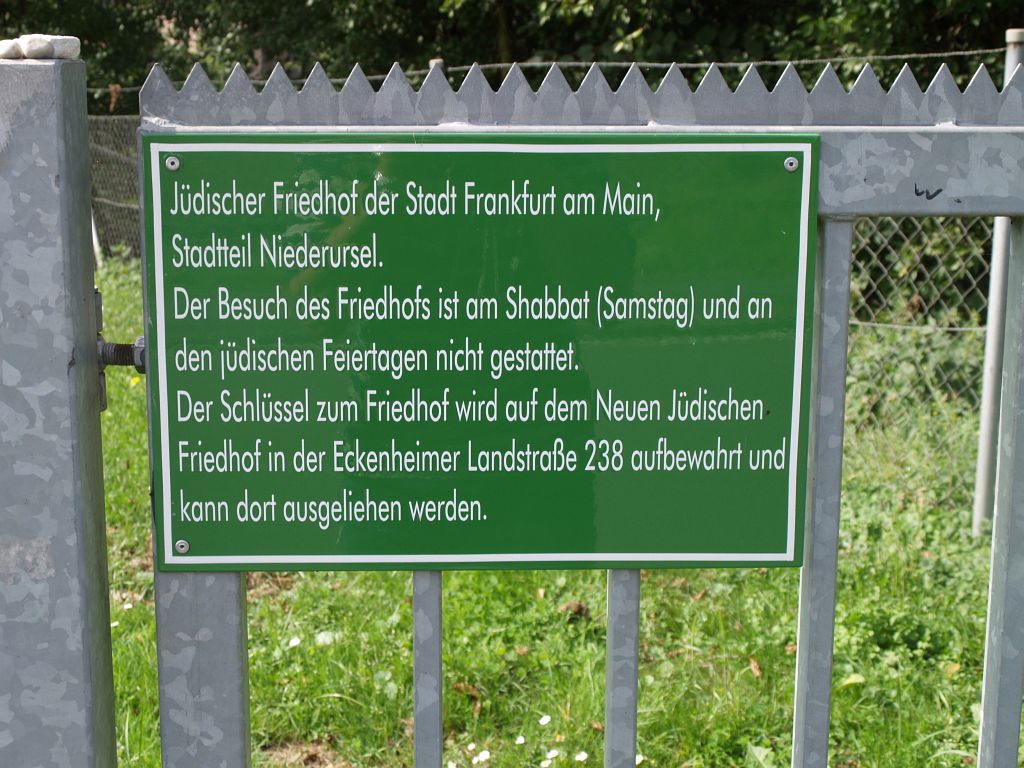 Jüdischer Friedhof der Stadt Frankfurt am Main,
Stadtteil Niederursel.
Der Besuch des Friedhofs ist am Shabbat (Samstag) und an
den jüdischen Feiertagen nicht gestattet.
Der Schlüssel zum Friedhof wird auf dem Neuen Jüdischen
Friedhof in der Eckenheimer Landstraße 238 aufbewahrt und
kann dort ausgeliehen werden.